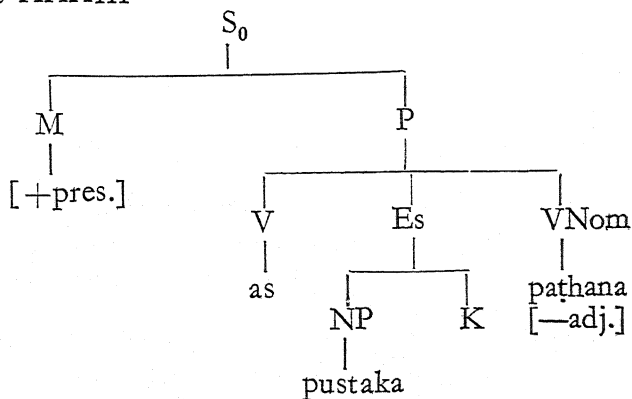 S₀
M P
[+pres.]
V Es VNom
as paṭhana
NP K [—adj.]
pustaka